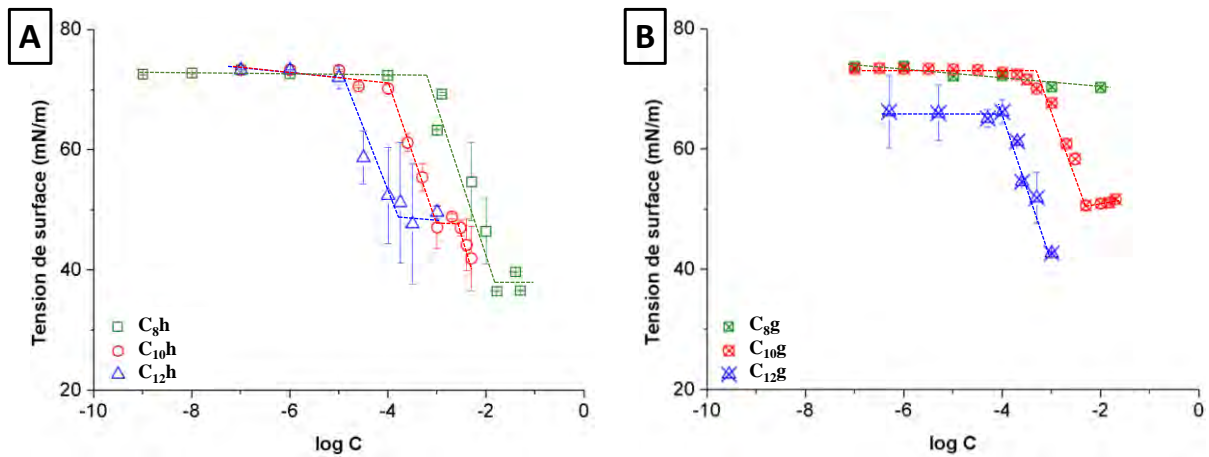 A
Tension de surface (mN/m)
80
60
40
20
C₈h
C₁₀h
C₁₂h
-10 -8 -6 -4 -2 0
log C
B
Tension de surface (mN/m)
80
60
40
20
C₈g
C₁₀g
C₁₂g
-10 -8 -6 -4 -2 0
log C